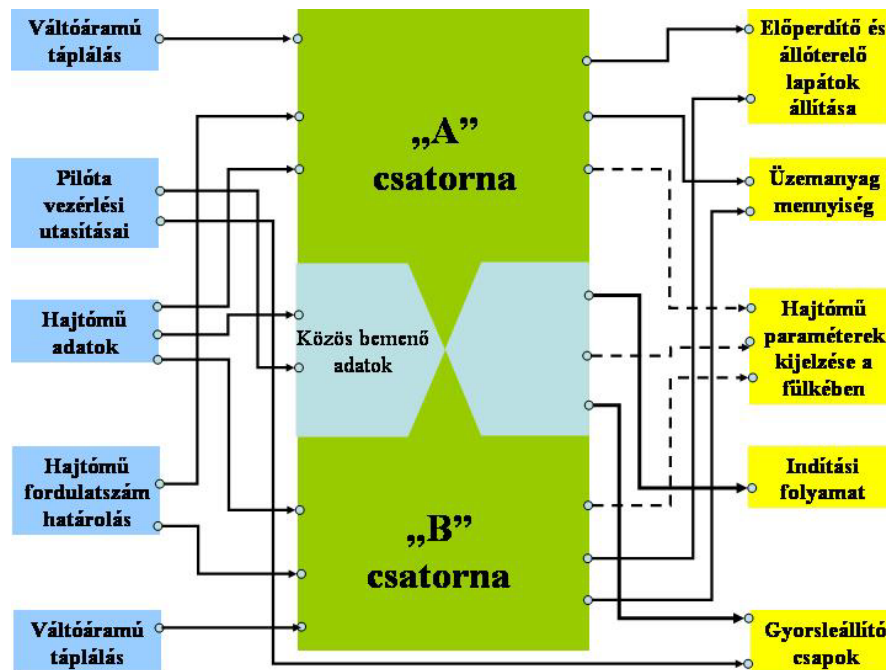 Váltóáramú
táplálás
Pilóta
vezérlési
utasításai
Hajtómű
adatok
Hajtómű
fordulatszám
határolás
Váltóáramú
táplálás
„A”
csatorna
Közös bemenő
adatok
„B”
csatorna
Előperdítő és
állóterelő
lapátok
állítása
Üzemanyag
mennyiség
Hajtómű
paraméterek
kijelzése a
fülkében
Indítási
folyamat
Gyorsleállító
csapok